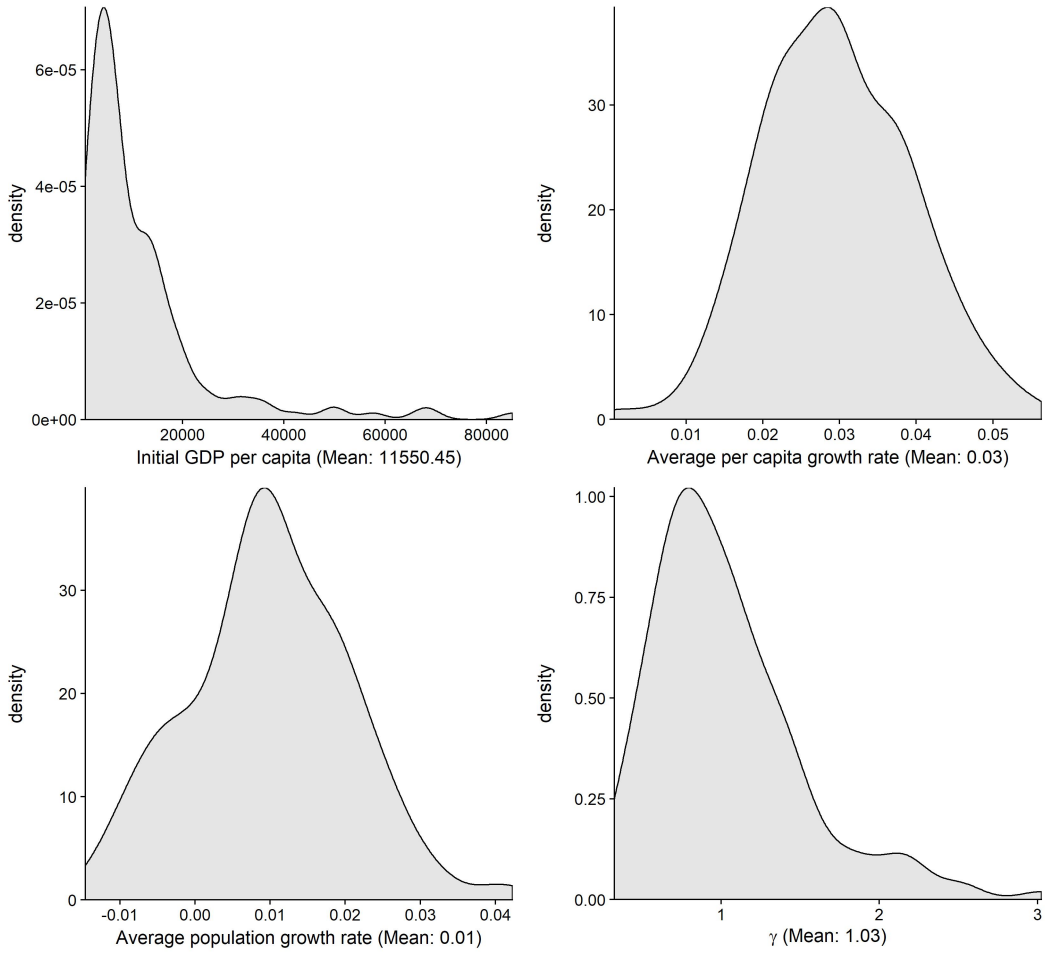 density
6e-05
4e-05
2e-05
0e+00
20000 40000 60000 80000
Initial GDP per capita (Mean: 11550.45)
density
30
20
10
0
0.01 0.02 0.03 0.04 0.05
Average per capita growth rate (Mean: 0.03)
density
30
20
10
0
-0.01 0.00 0.01 0.02 0.03 0.04
Average population growth rate (Mean: 0.01)
density
1.00
0.75
0.50
0.25
0.00
1 2 3
γ (Mean: 1.03)